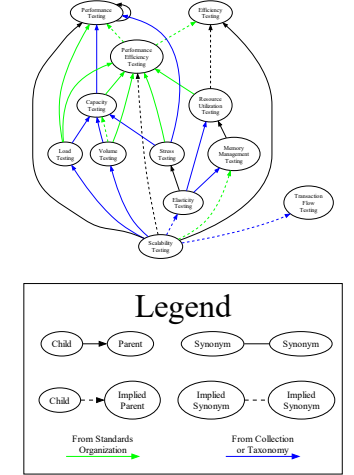 Performance
Testing
Efficiency
Testing
Performance
Efficiency
Testing
Capacity
Testing
Resource
Utilization
Testing
Load
Testing
Volume
Testing
Stress
Testing
Memory
Management
Testing
Elasticity
Testing
Transaction
Flow
Testing
Scalability
Testing
Legend
Child
Parent
Synonym
Synonym
Child
Implied
Parent
Implied
Synonym
Implied
Synonym
From Standards
Organization
From Collection
or Taxonomy